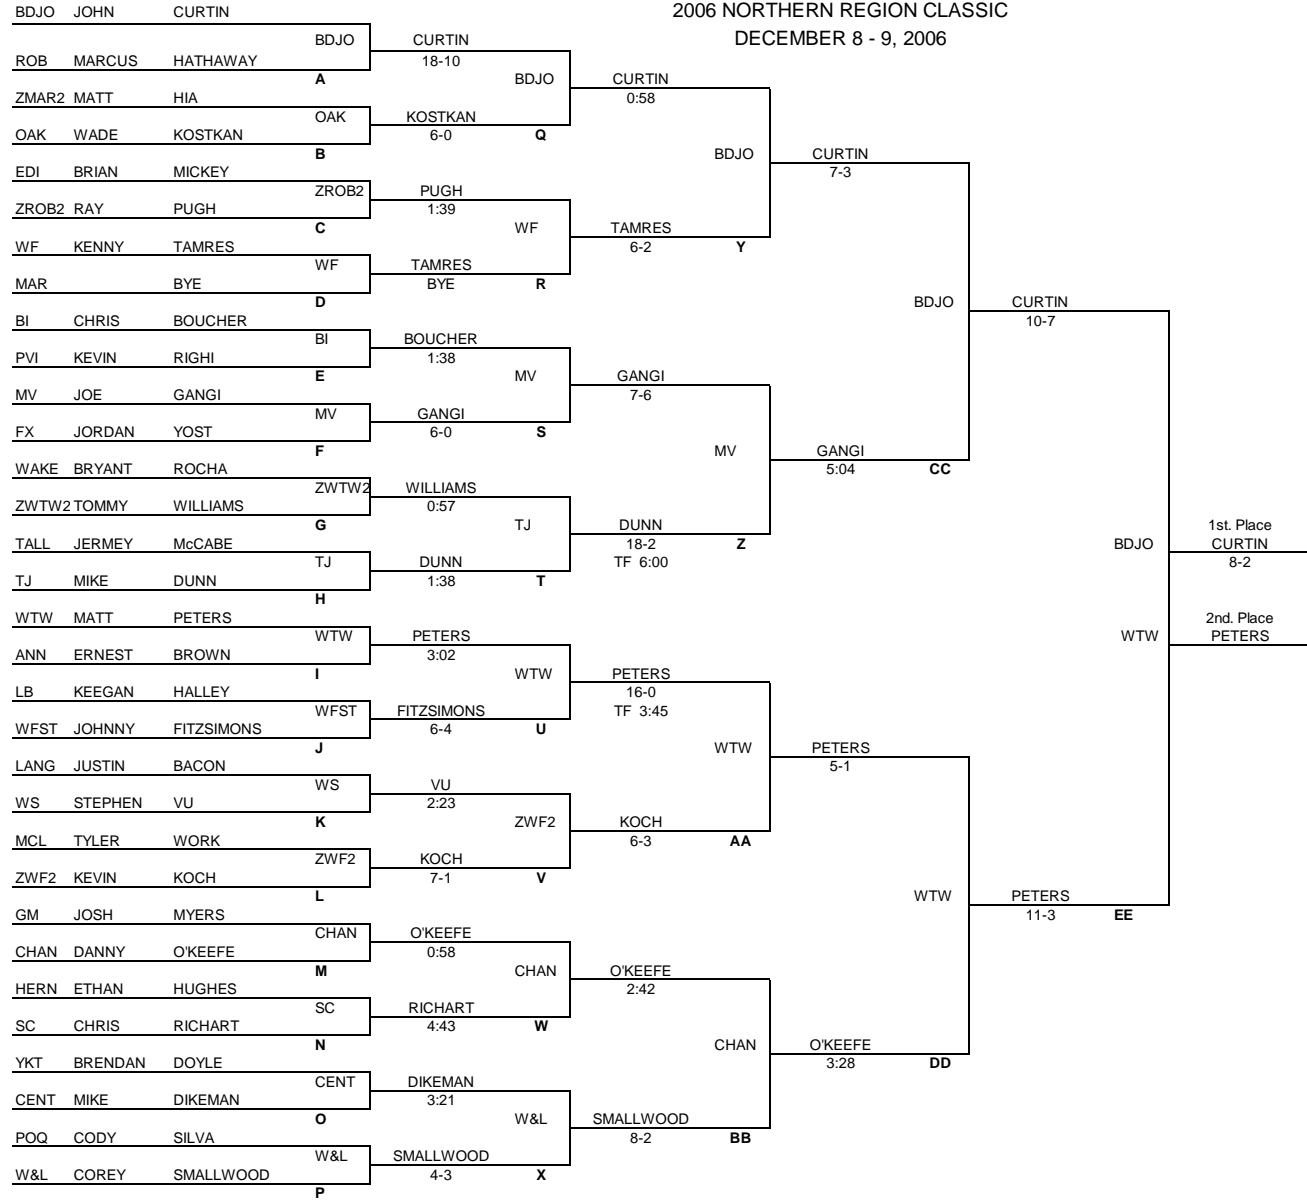 2006 NORTHERN REGION CLASSIC
DECEMBER 8 - 9, 2006
BDJO JOHN CURTIN
ROB MARCUS HATHAWAY
ZMAR2 MATT HIA
OAK WADE KOSTKAN
EDI BRIAN MICKEY
ZROB2 RAY PUGH
WF KENNY TAMRES
MAR BYE
BI CHRIS BOUCHER
PVI KEVIN RIGHI
MV JOE GANGI
FX JORDAN YOST
WAKE BRYANT ROCHA
ZWTW2 TOMMY WILLIAMS
TALL JERMEY McCABE
TJ MIKE DUNN
WTW MATT PETERS
ANN ERNEST BROWN
LB KEEGAN HALLEY
WFST JOHNNY FITZSIMONS
LANG JUSTIN BACON
WS STEPHEN VU
MCL TYLER WORK
ZWF2 KEVIN KOCH
GM JOSH MYERS
CHAN DANNY O'KEEFE
HERN ETHAN HUGHES
SC CHRIS RICHART
YKT BRENDAN DOYLE
CENT MIKE DIKEMAN
POQ CODY SILVA
W&L COREY SMALLWOOD
BDJO CURTIN
18-10
A
OAK KOSTKAN
6-0
B
ZROB2 PUGH
1:39
C
WF TAMRES
BYE
D
BI BOUCHER
1:38
E
MV GANGI
6-0
F
ZWTW2 WILLIAMS
0:57
G
TJ DUNN
1:38
H
WTW PETERS
3:02
I
WFST FITZSIMONS
6-4
J
WS VU
2:23
K
ZWF2 KOCH
7-1
L
CHAN O'KEEFE
0:58
M
SC RICHART
4:43
N
CENT DIKEMAN
3:21
O
W&L SMALLWOOD
4-3
P
BDJO CURTIN
0:58
Q
WF TAMRES
6-2
R
MV GANGI
7-6
S
TJ DUNN
18-2
TF 6:00
T
WTW PETERS
16-0
TF 3:45
U
ZWF2 KOCH
6-3
V
CHAN O'KEEFE
2:42
W
W&L SMALLWOOD
8-2
X
BDJO CURTIN
7-3
Y
MV GANGI
5:04
Z
WTW PETERS
5-1
AA
CHAN O'KEEFE
3:28
BB
BDJO CURTIN
10-7
CC
WTW PETERS
11-3
DD
EE
1st. Place
BDJO CURTIN
8-2
2nd. Place
WTW PETERS